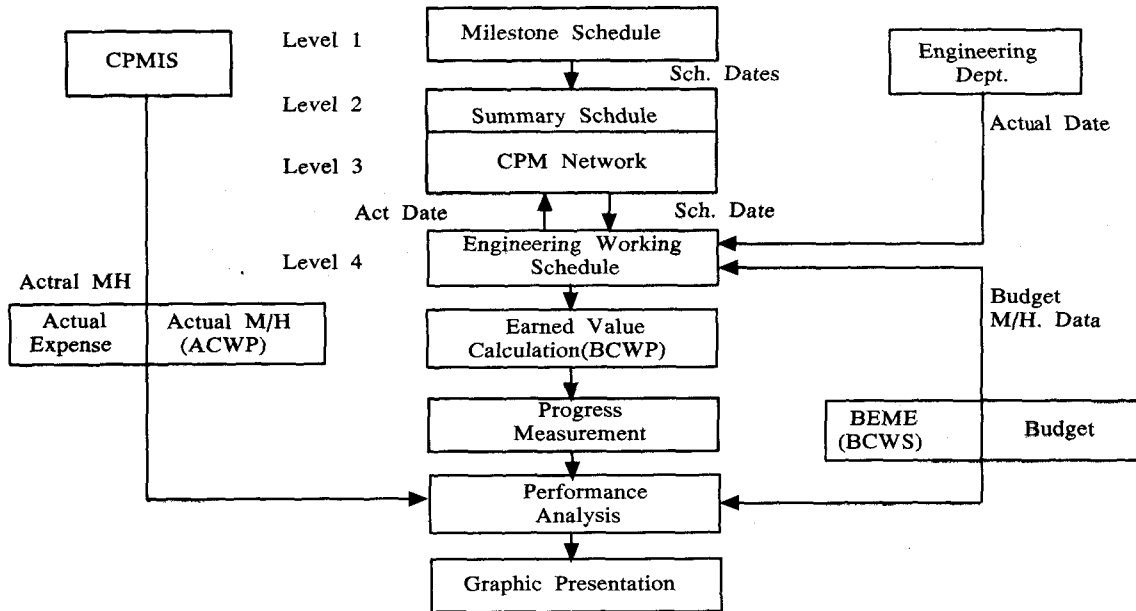 Level 1
Milestone Schedule
CPMIS
Engineering
Dept.
Sch. Dates
Level 2
Summary Schdule
Actual Date
Level 3
CPM Network
Act Date
Sch. Date
Engineering Working
Schedule
Level 4
Actral MH
Budget
M/H. Data
Actual
Expense
Actual M/H
(ACWP)
Earned Value
Calculation(BCWP)
Progress
Measurement
BEME
(BCWS)
Budget
Performance
Analysis
Graphic Presentation